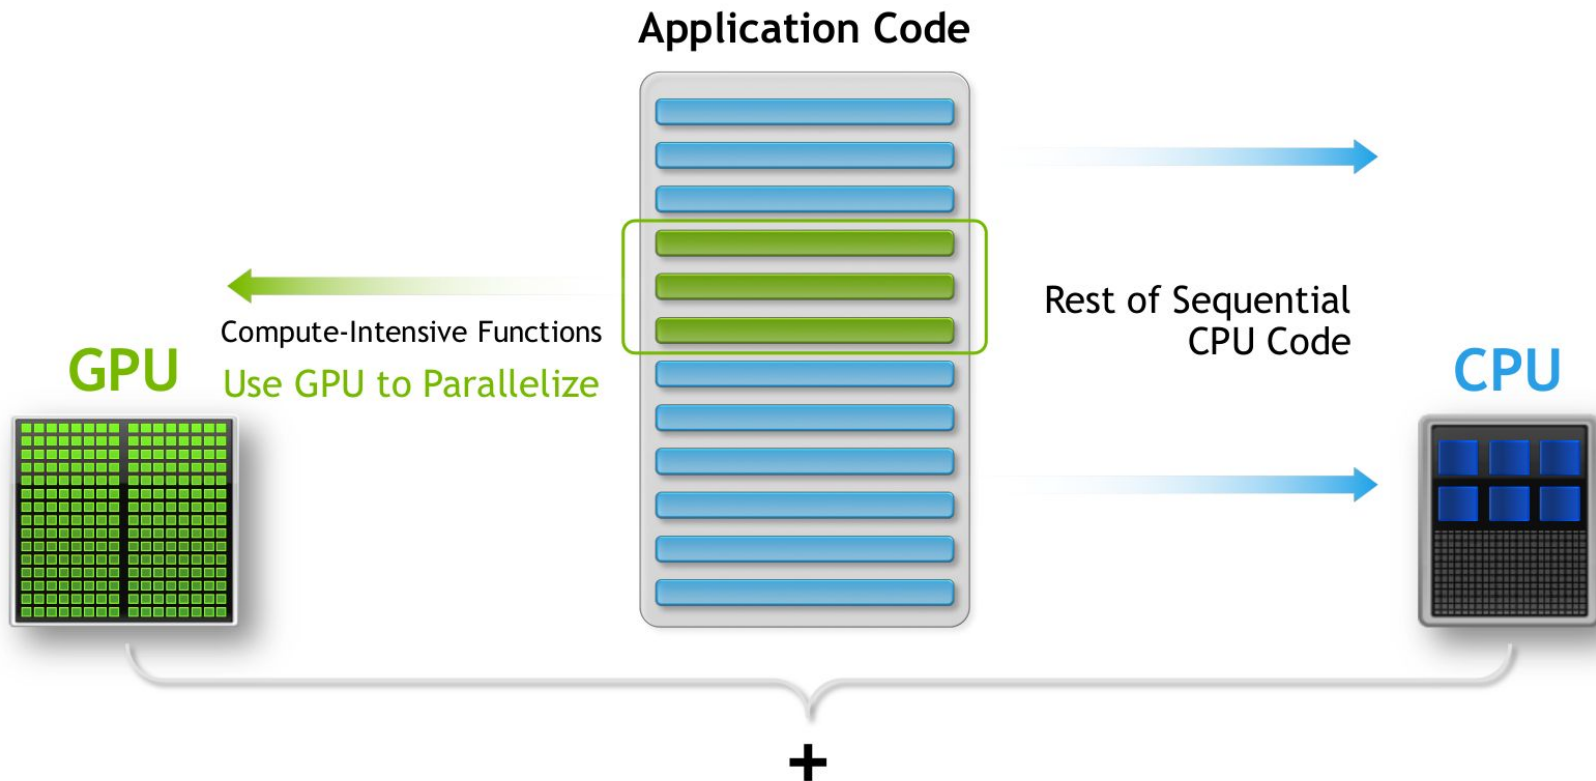 Application Code
Compute-Intensive Functions
Use GPU to Parallelize
GPU
Rest of Sequential
CPU Code
CPU
+